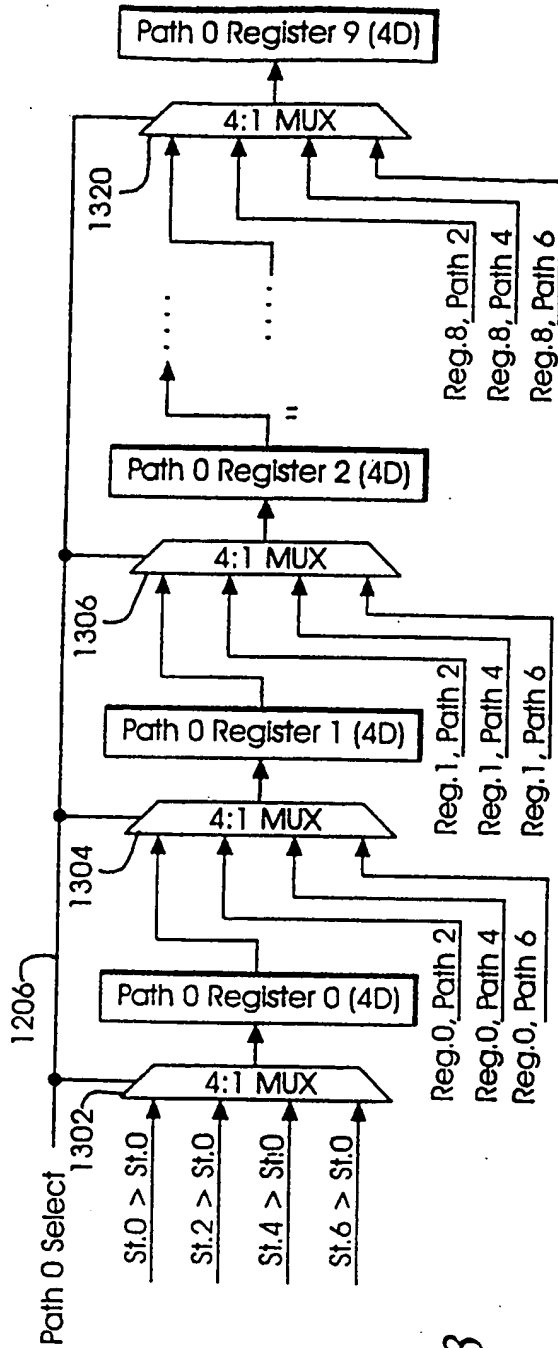 Path 0 Select
1206
1302
St.0 > St.0
St.2 > St.0
St.4 > St.0
St.6 > St.0
4:1 MUX
Path 0 Register 0 (4D)
Reg.0, Path 2
Reg.0, Path 4
Reg.0, Path 6
1304
4:1 MUX
Path 0 Register 1 (4D)
Reg.1, Path 2
Reg.1, Path 4
Reg.1, Path 6
1306
4:1 MUX
Path 0 Register 2 (4D)
=
.....
.....
Reg.8, Path 2
Reg.8, Path 4
Reg.8, Path 6
1320
4:1 MUX
Path 0 Register 9 (4D)